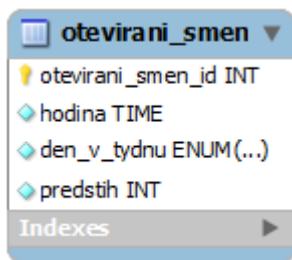 otevirani_smen
otevirani_smen_id INT
hodina TIME
den_v_tydnu ENUM(...)
predstih INT
Indexes